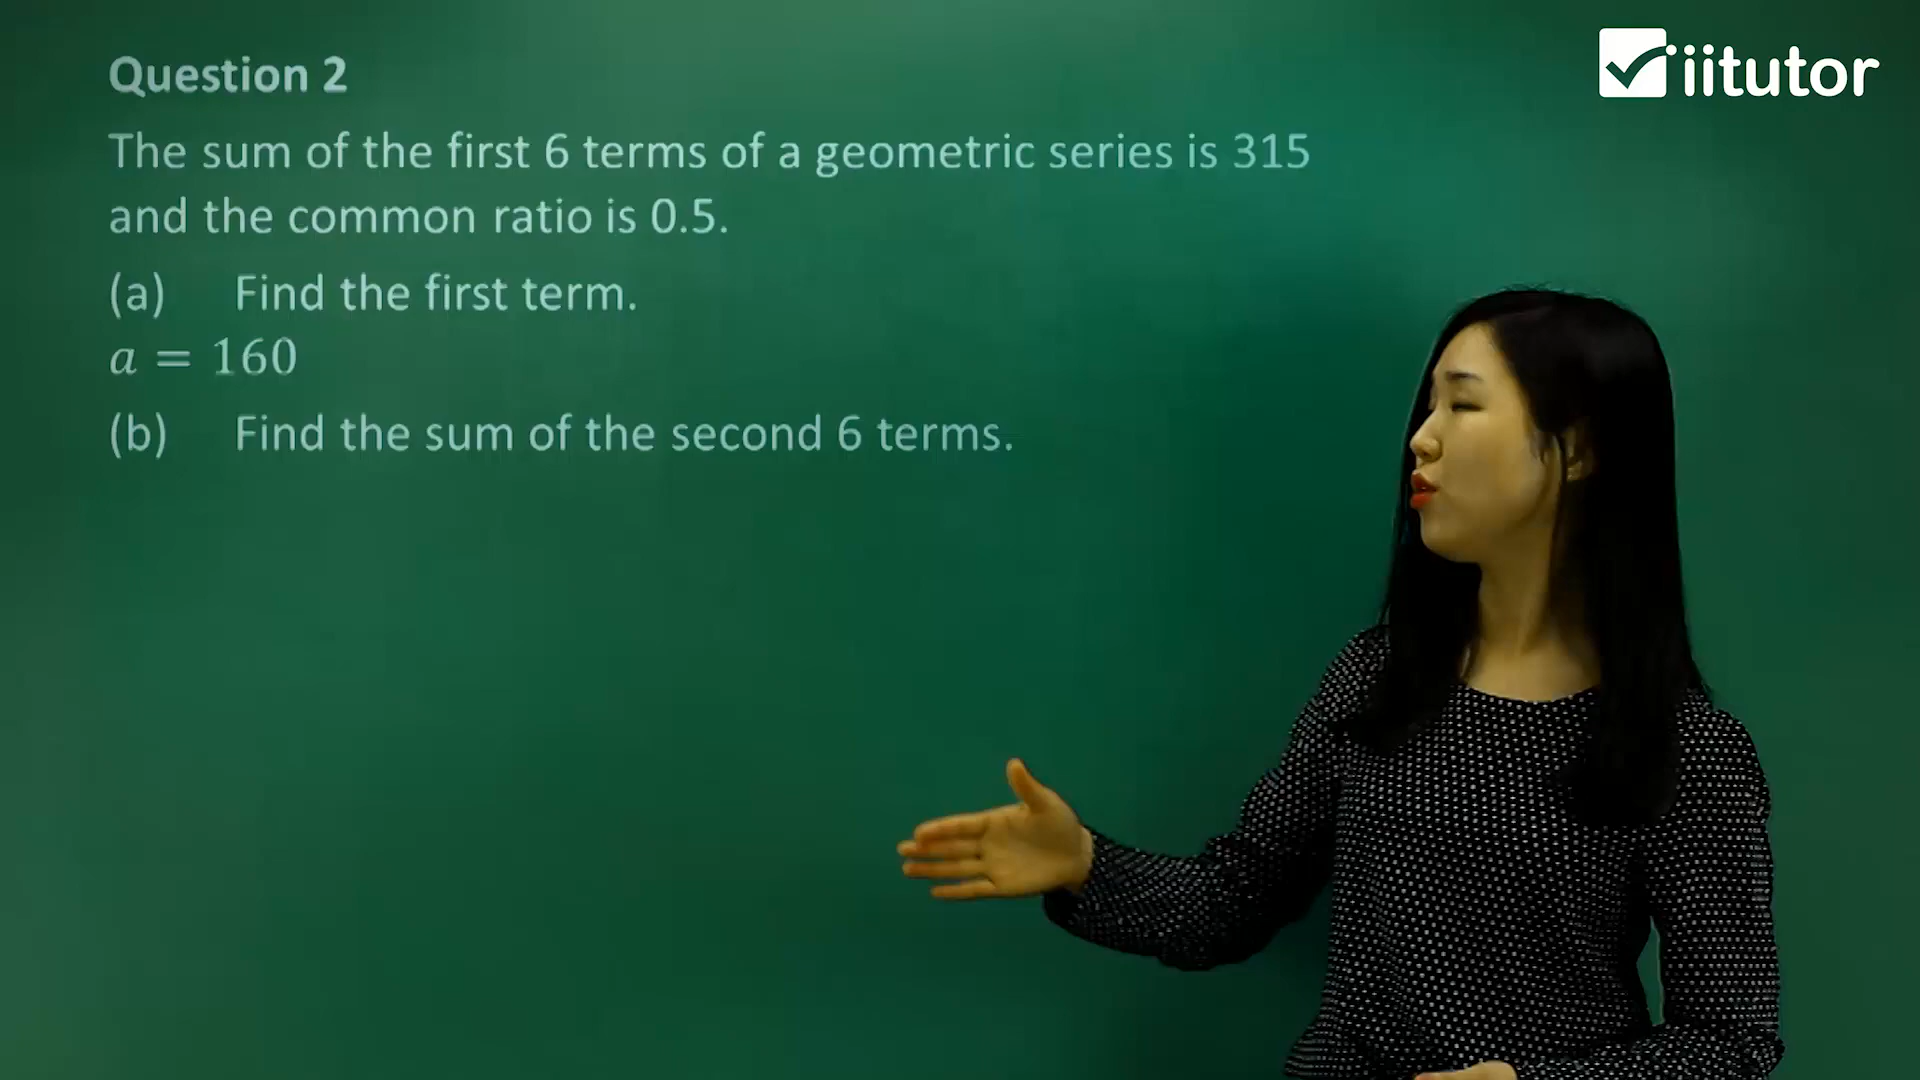 Question 2
iitutor
The sum of the first 6 terms of a geometric series is 315
and the common ratio is 0.5.
(a) Find the first term.
a = 160
(b) Find the sum of the second 6 terms.